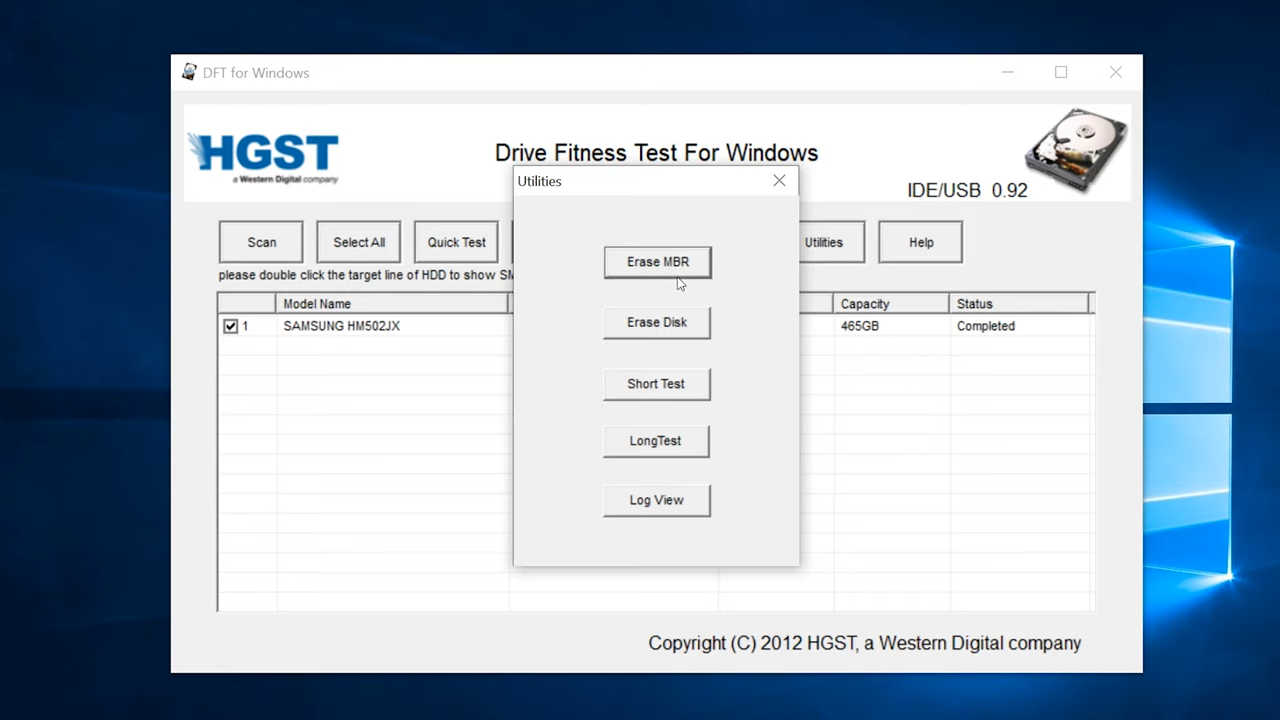 DFT for Windows
HGST
a Western Digital company
Drive Fitness Test For Windows
IDE/USB 0.92
Scan
Select All
Quick Test
Utilities
Help
please double click the target line of HDD to show SM
Model Name
Capacity
Status
1
SAMSUNG HM502JX
465GB
Completed
Utilities
Erase MBR
Erase Disk
Short Test
LongTest
Log View
Copyright (C) 2012 HGST, a Western Digital company